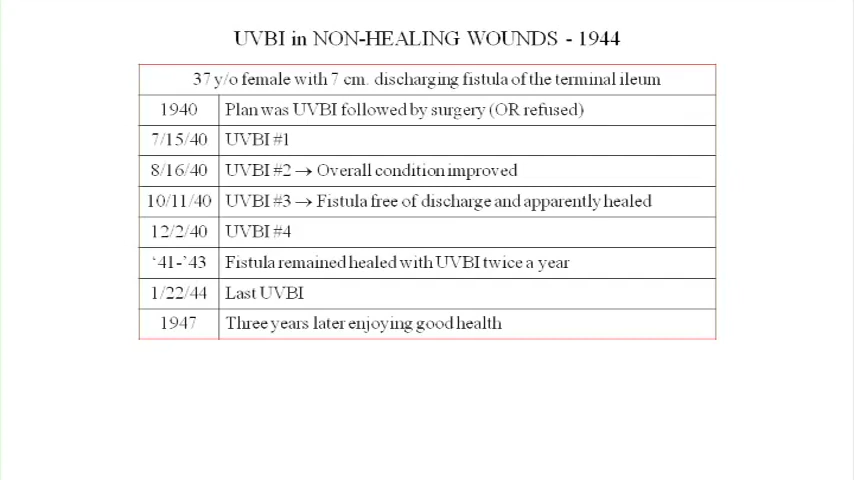 UVBI in NON-HEALING WOUNDS - 1944
37 y/o female with 7 cm. discharging fistula of the terminal ileum
1940 Plan was UVBI followed by surgery (OR refused)
7/15/40 UVBI #1
8/16/40 UVBI #2 → Overall condition improved
10/11/40 UVBI #3 → Fistula free of discharge and apparently healed
12/2/40 UVBI #4
‘41-’43 Fistula remained healed with UVBI twice a year
1/22/44 Last UVBI
1947 Three years later enjoying good health